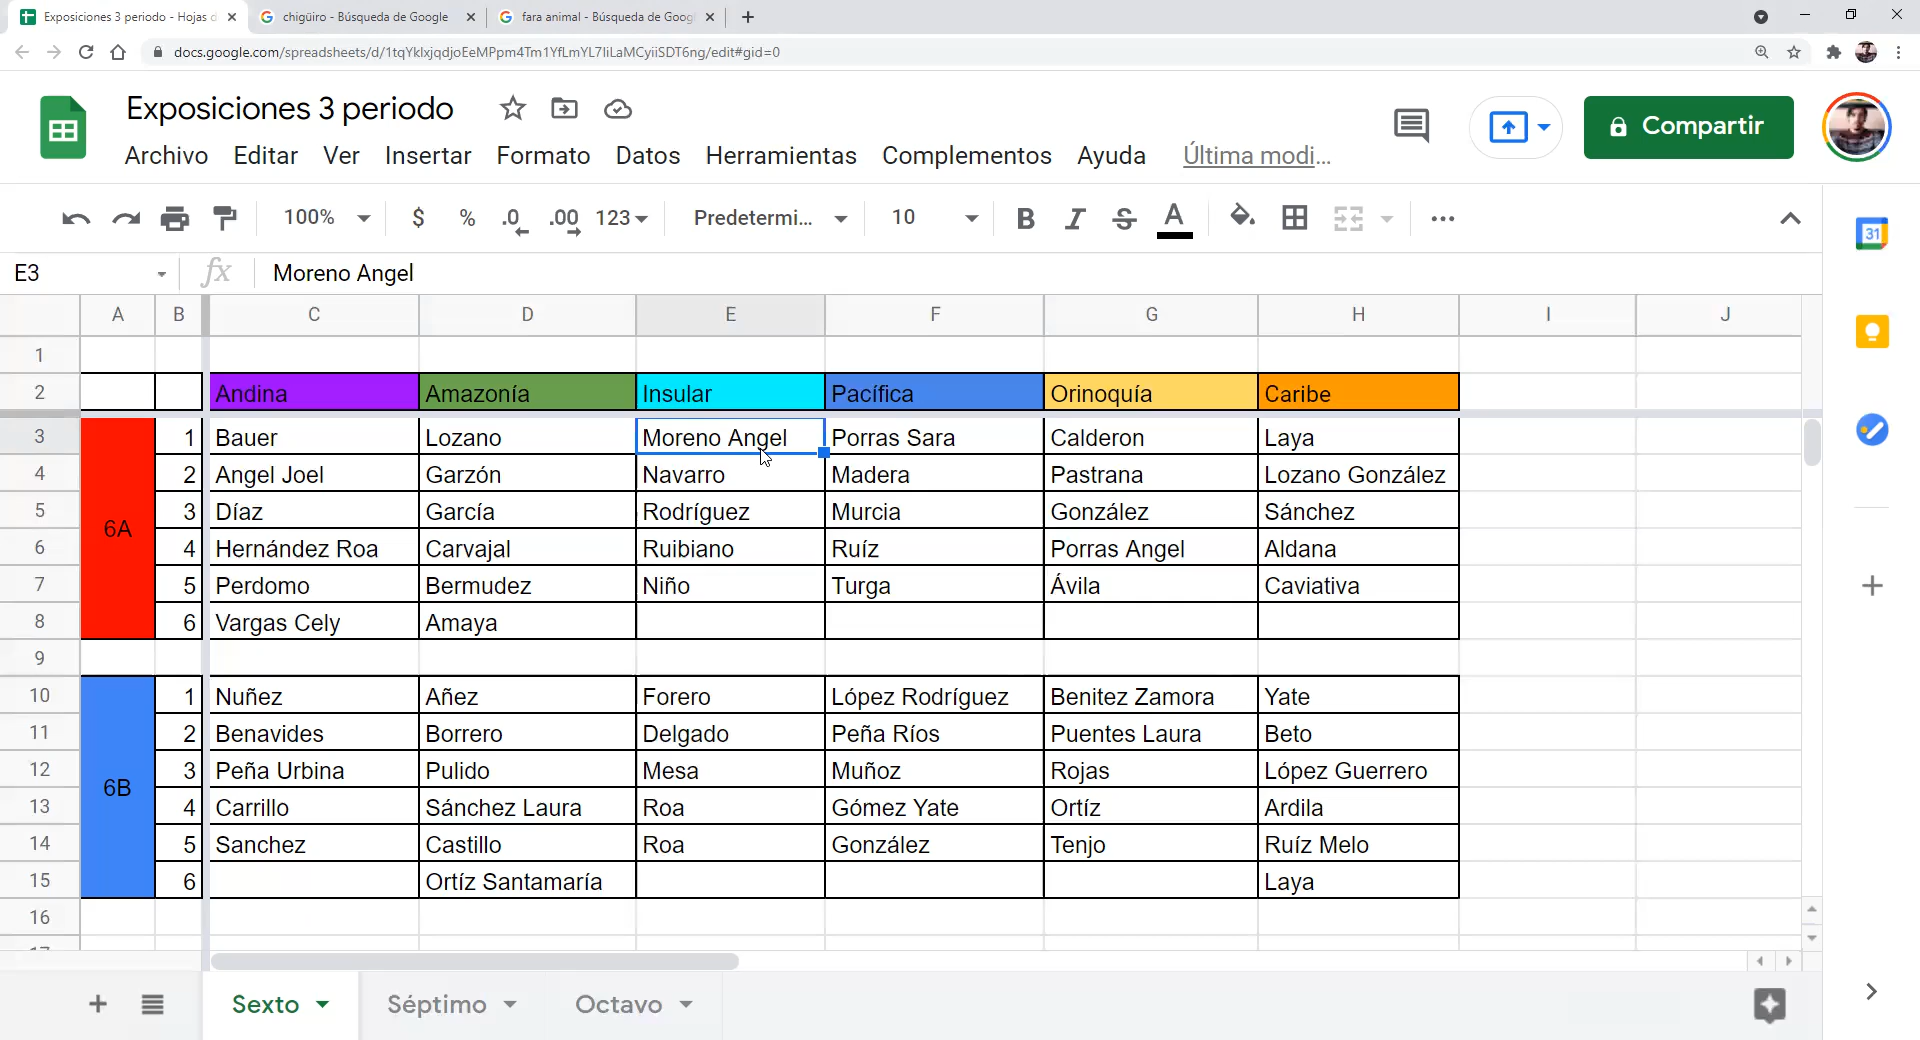 Exposiciones 3 periodo - Hojas d
chigüiro - Búsqueda de Google
fara animal - Búsqueda de Goog
docs.google.com/spreadsheets/d/
/edit#gid=0
Exposiciones 3 periodo
Compartir
Archivo Editar Ver Insertar Formato Datos Herramientas Complementos Ayuda Última modi...
100% $ % .0 .00 123 Predetermi... 10 B I S A
31
E3 fx Moreno Angel
A B C D E F G H I J
1
2 Andina Amazonía Insular Pacífica Orinoquía Caribe
3 1 Bauer Lozano Moreno Angel Porras Sara Calderon Laya
4 2 Angel Joel Garzón Navarro Madera Pastrana Lozano González
5 6A 3 Díaz García Rodríguez Murcia González Sánchez
6 4 Hernández Roa Carvajal Ruibiano Ruíz Porras Angel Aldana
7 5 Perdomo Bermudez Niño Turga Ávila Caviativa
8 6 Vargas Cely Amaya
9
10 1 Nuñez Añez Forero López Rodríguez Benitez Zamora Yate
11 2 Benavides Borrero Delgado Peña Ríos Puentes Laura Beto
12 6B 3 Peña Urbina Pulido Mesa Muñoz Rojas López Guerrero
13 4 Carrillo Sánchez Laura Roa Gómez Yate Ortíz Ardila
14 5 Sanchez Castillo Roa González Tenjo Ruíz Melo
15 6 Ortíz Santamaría Laya
16
Sexto Séptimo Octavo